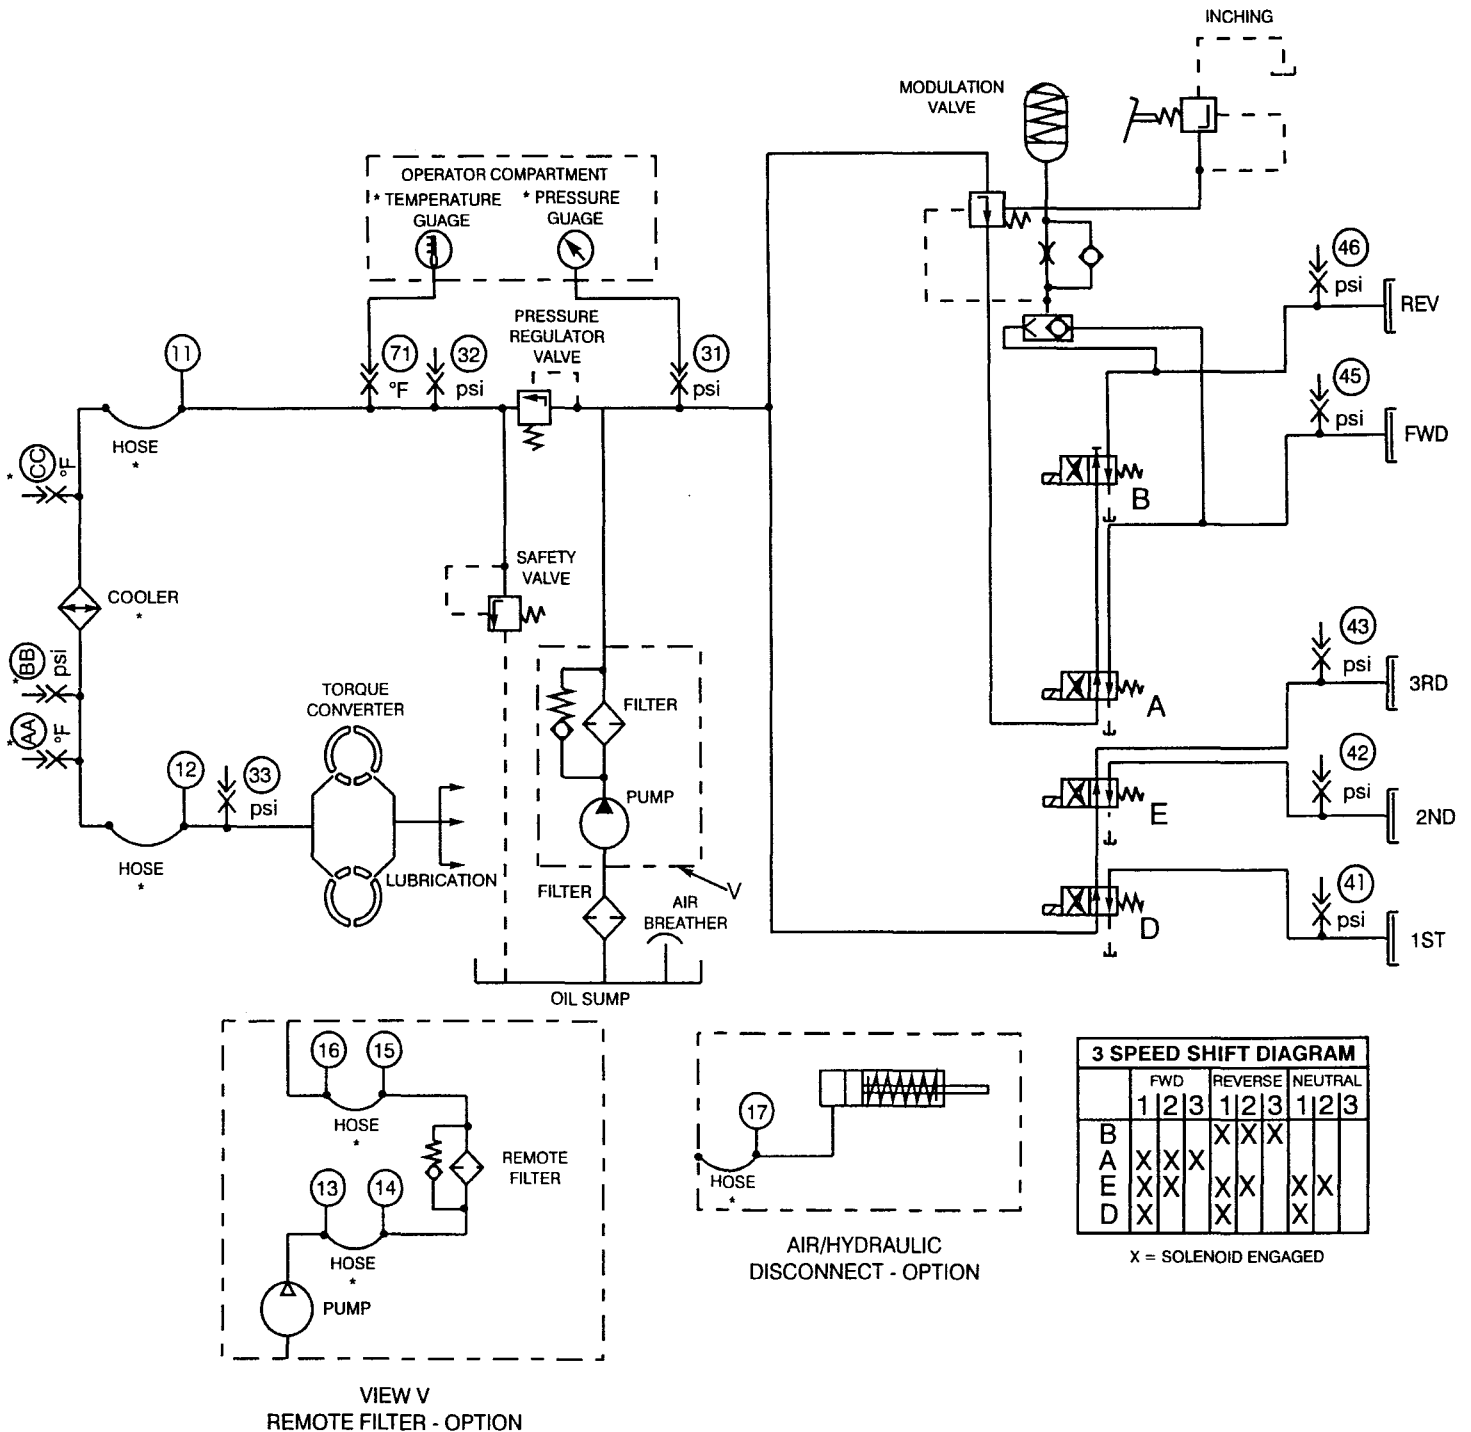 INCHING
MODULATION
VALVE
OPERATOR COMPARTMENT
* TEMPERATURE
GUAGE
* PRESSURE
GUAGE
PRESSURE
REGULATOR
VALVE
11
71
°F
32
psi
31
psi
46
psi
REV
45
psi
FWD
HOSE
*
* CC
°F
B
SAFETY
VALVE
COOLER
*
* BB
psi
* AA
°F
TORQUE
CONVERTER
FILTER
A
43
psi
3RD
12
33
psi
PUMP
E
42
psi
2ND
HOSE
*
LUBRICATION
FILTER
V
AIR
BREATHER
D
41
psi
1ST
OIL SUMP
16
15
HOSE
*
REMOTE
FILTER
13
14
HOSE
*
PUMP
VIEW V
REMOTE FILTER - OPTION
17
HOSE
*
AIR/HYDRAULIC
DISCONNECT - OPTION
3 SPEED SHIFT DIAGRAM
FWD REVERSE NEUTRAL
1 2 3 1 2 3 1 2 3
B X X X
A X X X
E X X X X X X
D X X X
X = SOLENOID ENGAGED